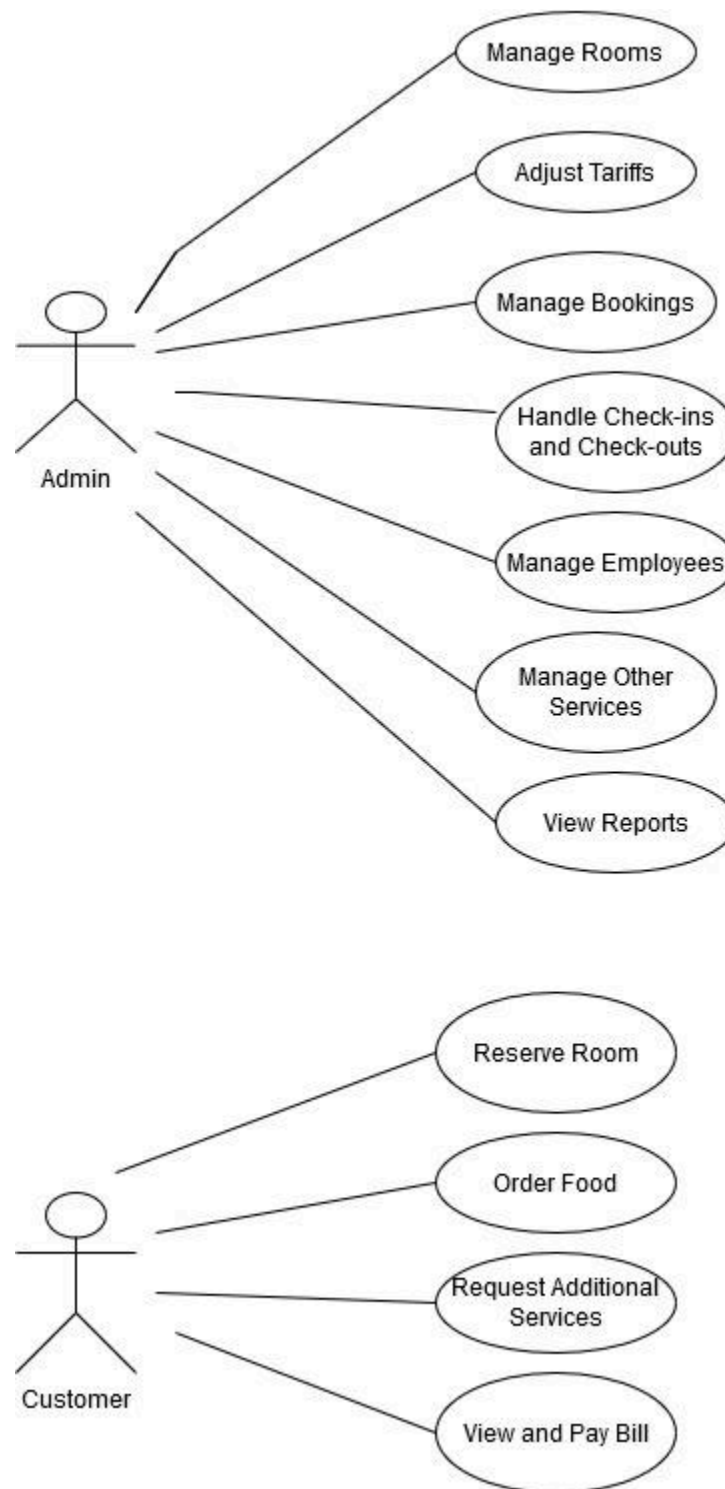 Manage Rooms
Adjust Tariffs
Manage Bookings
Handle Check-ins
and Check-outs
Admin
Manage Employees
Manage Other
Services
View Reports
Reserve Room
Order Food
Request Additional
Services
Customer
View and Pay Bill